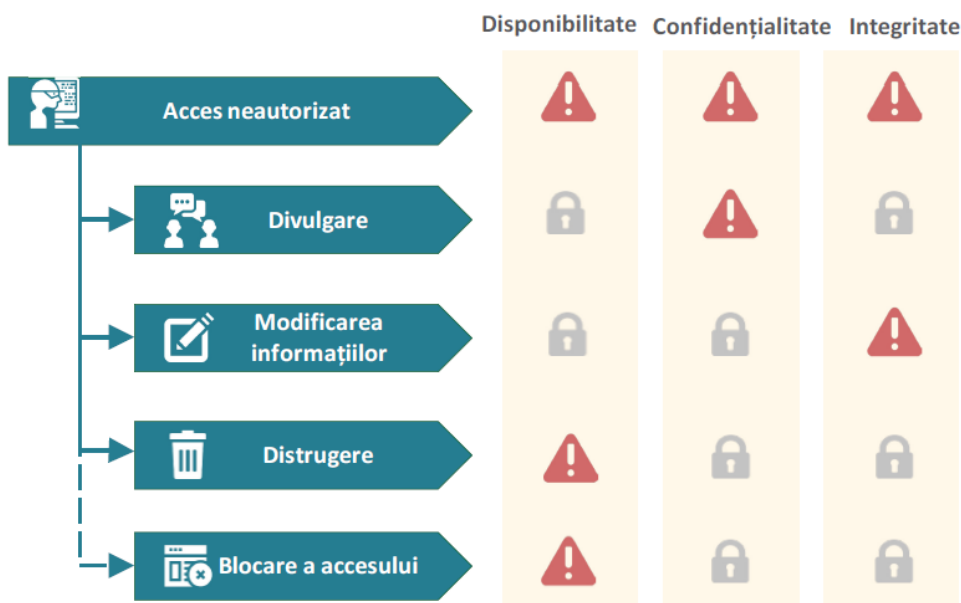 Disponibilitate Confidențialitate Integritate
Acces neautorizat
Divulgare
Modificarea
informațiilor
Distrugere
Blocare a accesului